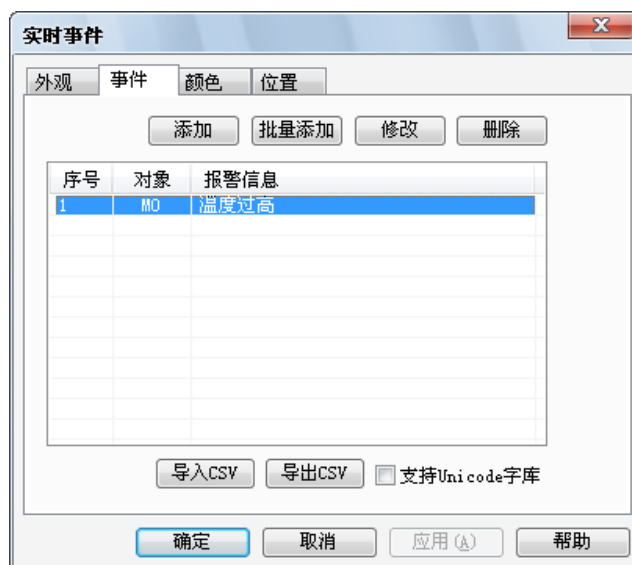 实时事件
外观 事件 颜色 位置
添加 批量添加 修改 删除
序号 对象 报警信息
1 M0 温度过高
导入CSV 导出CSV 支持Unicode字库
确定 取消 应用(A) 帮助